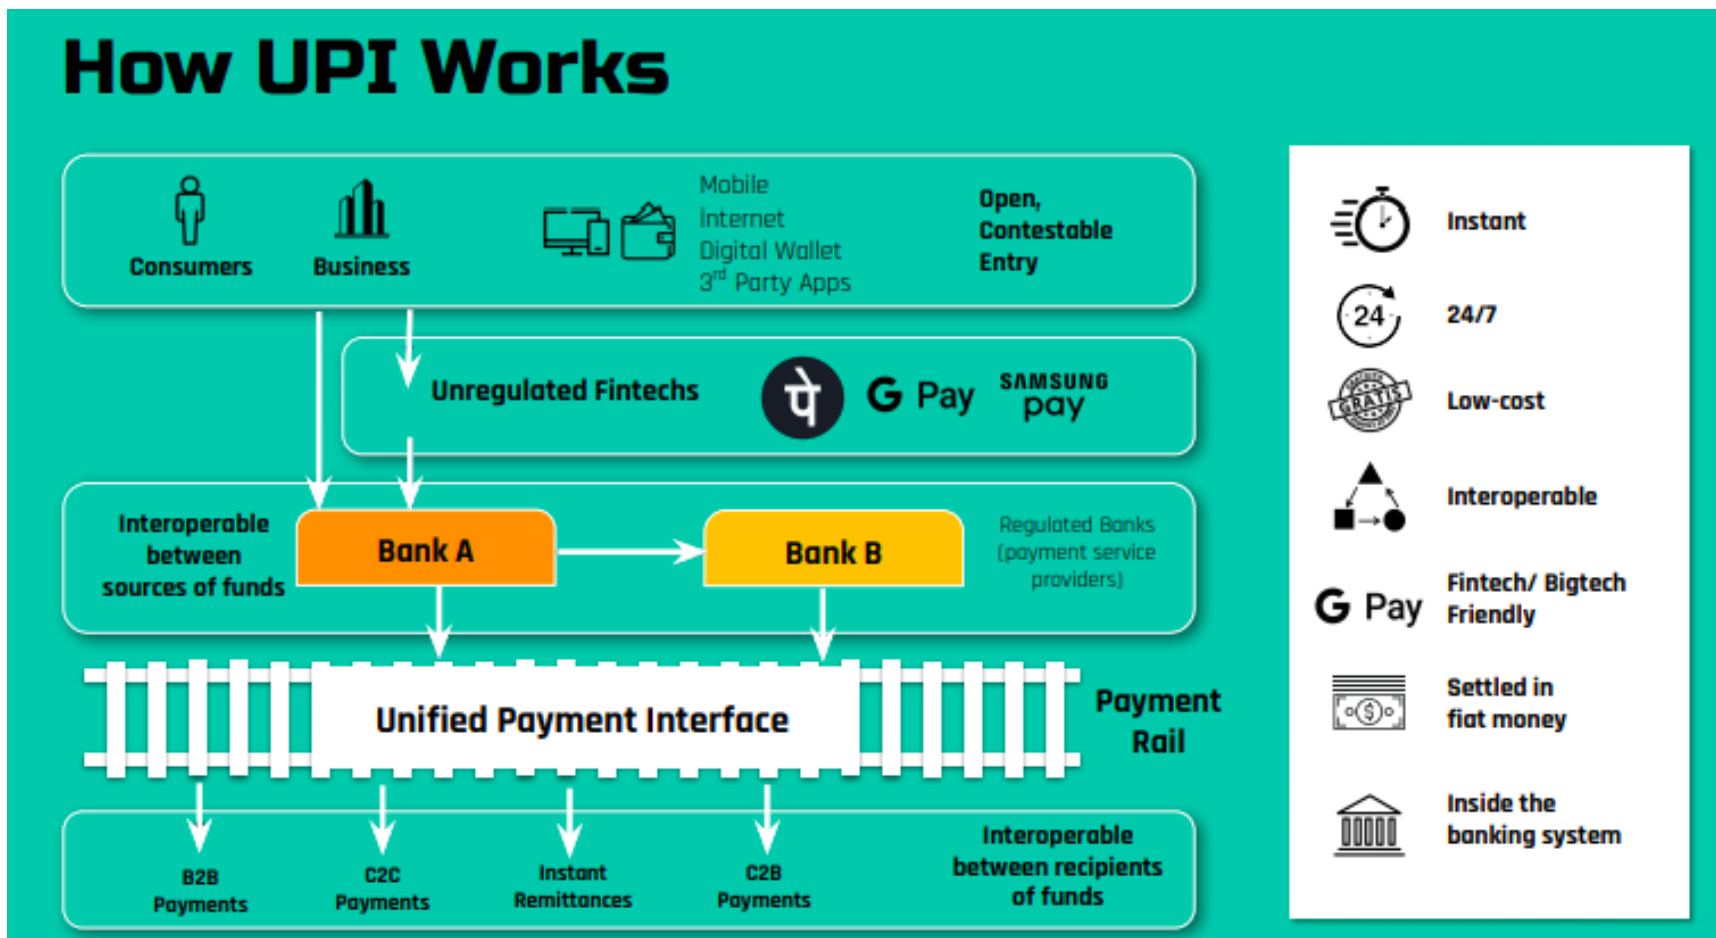 How UPI Works
Consumers
Business
Mobile
Internet
Digital Wallet
3rd Party Apps
Open,
Contestable
Entry
Unregulated Fintechs
पे
G Pay
SAMSUNG
pay
Interoperable
between
sources of funds
Bank A
Bank B
Regulated Banks
(payment service
providers)
Unified Payment Interface
Payment
Rail
B2B
Payments
C2C
Payments
Instant
Remittances
C2B
Payments
Interoperable
between recipients
of funds
Instant
24
24/7
GRATIS
Low-cost
Interoperable
G Pay
Fintech/ Bigtech
Friendly
Settled in
fiat money
Inside the
banking system